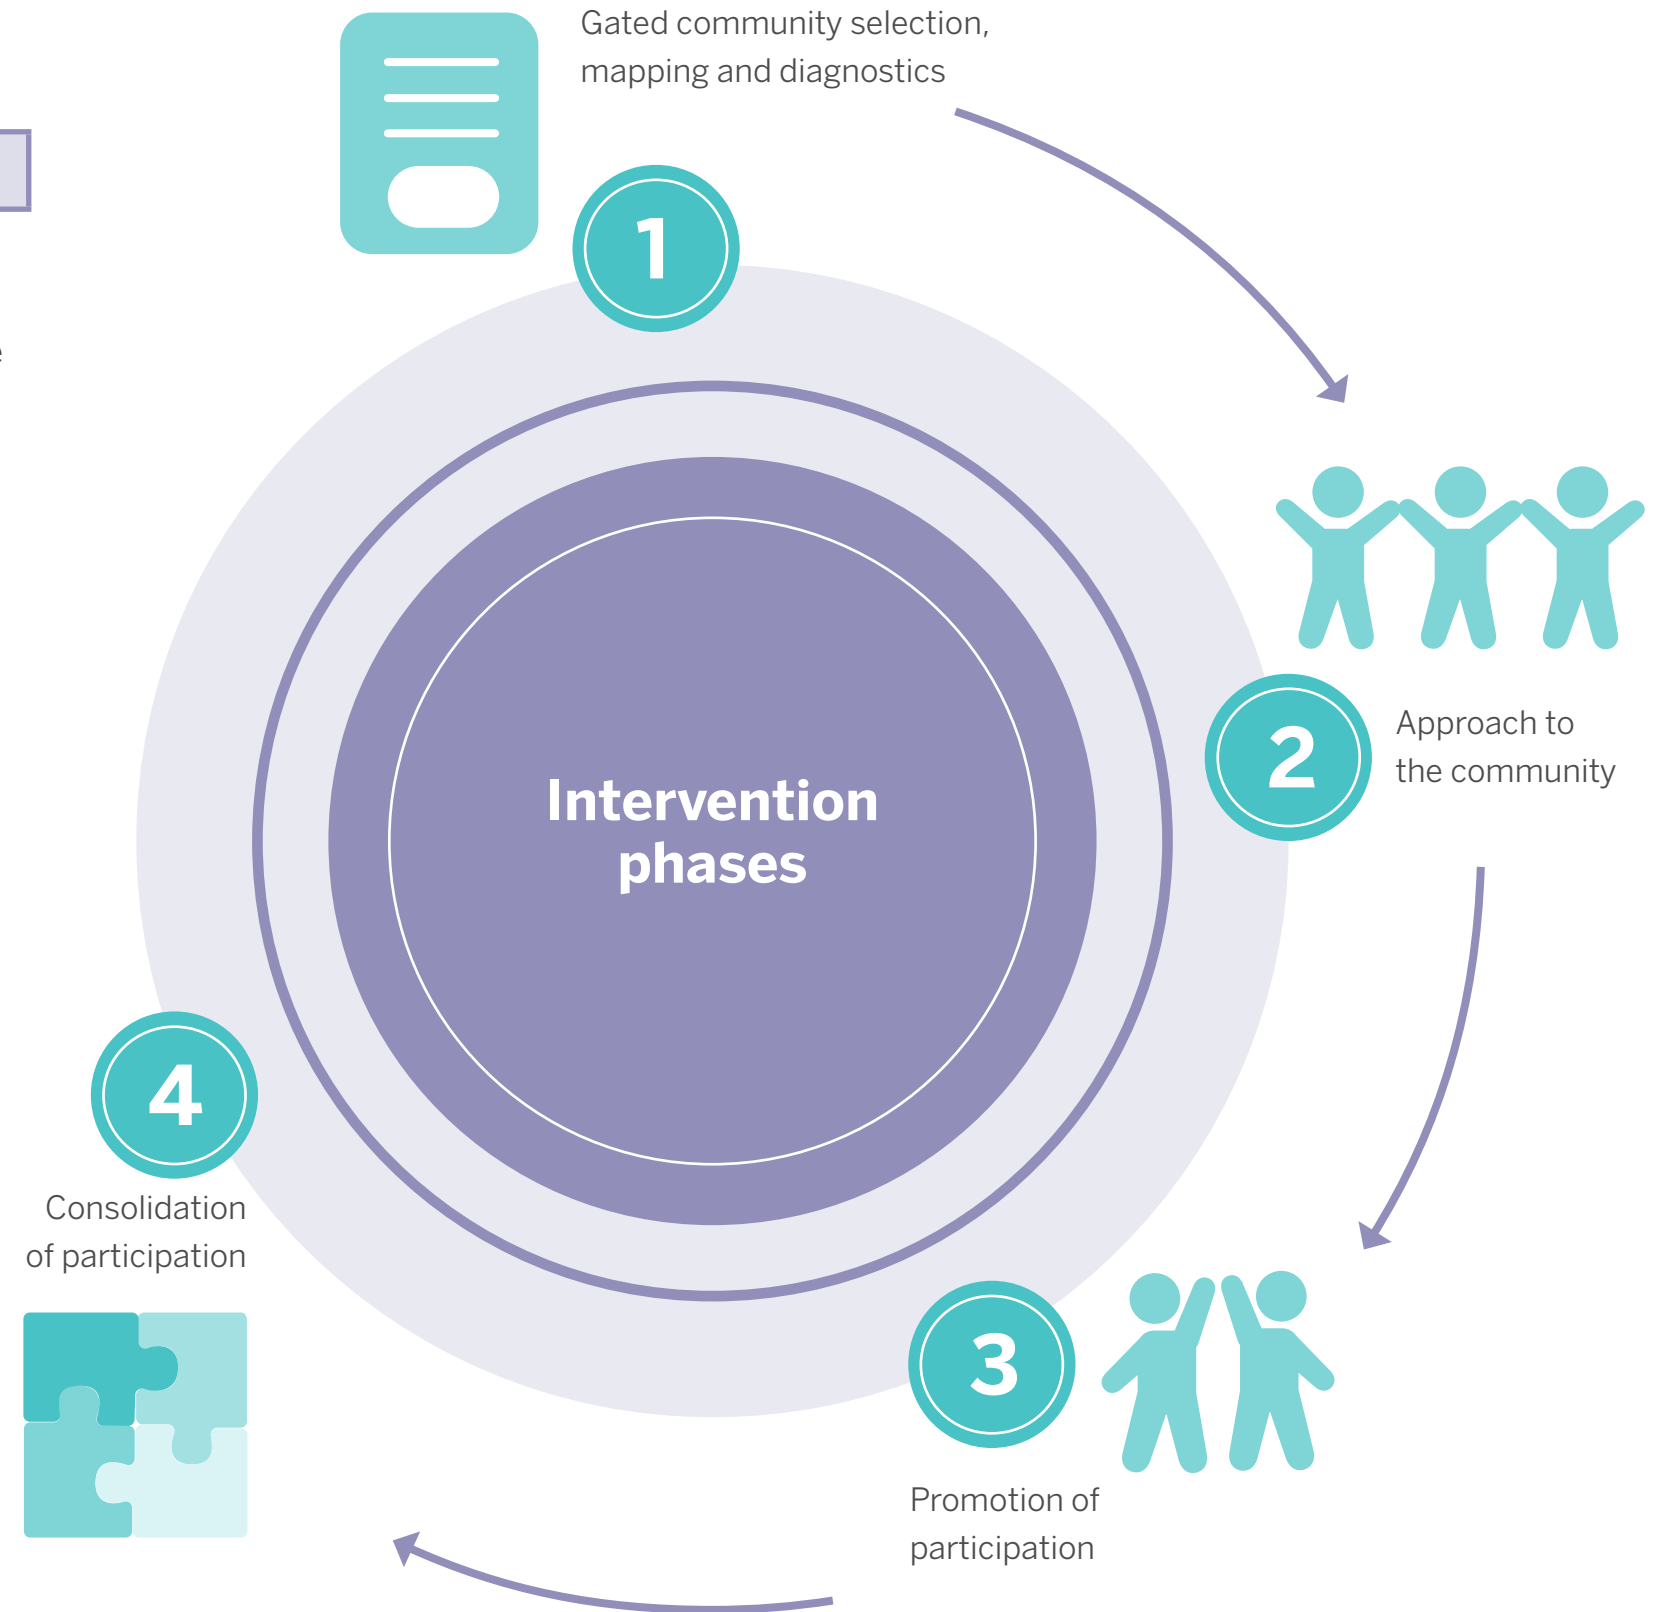 Gated community selection,
mapping and diagnostics
1
Intervention
phases
2
Approach to
the community
3
Promotion of
participation
4
Consolidation
of participation